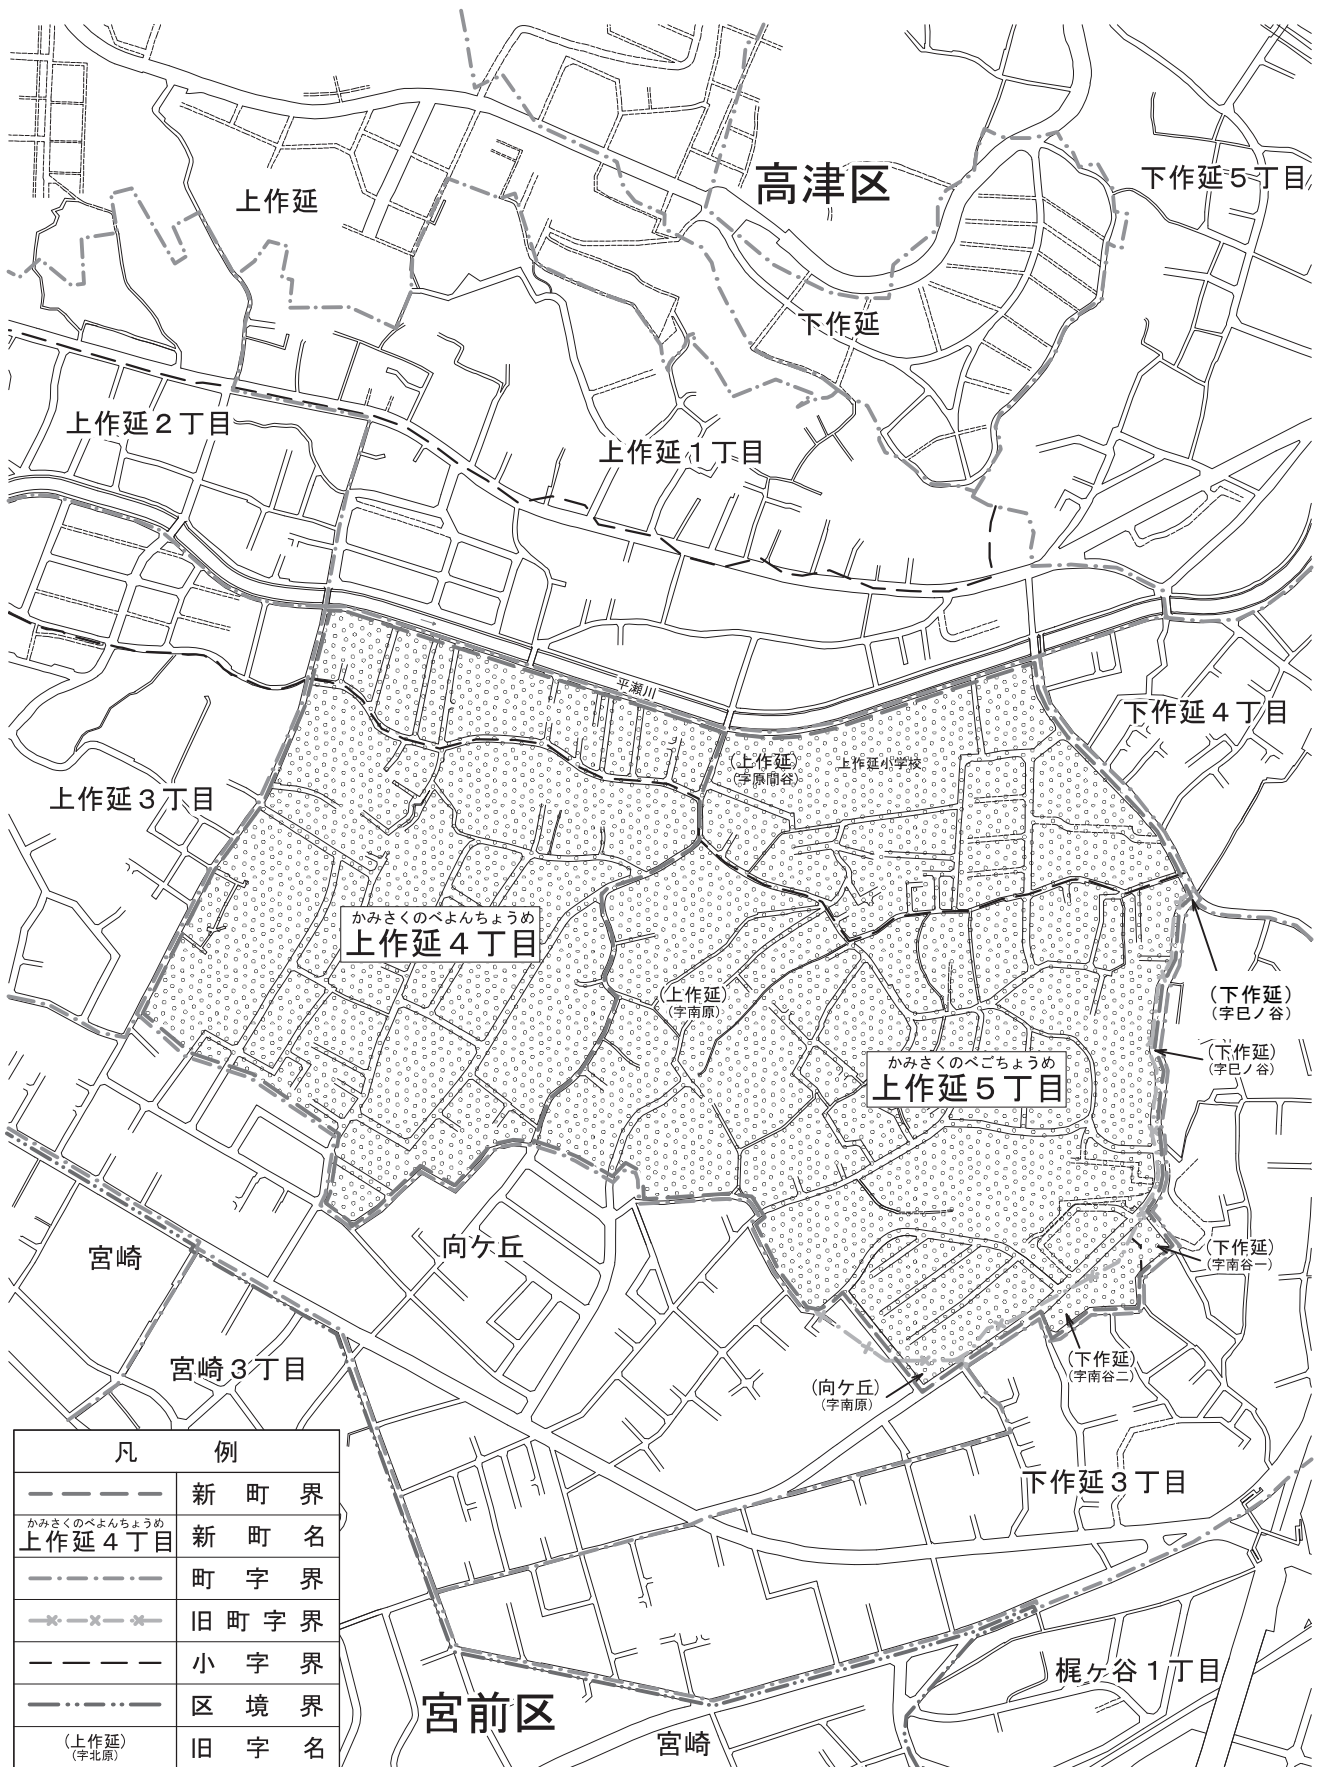 高津区
下作延５丁目
上作延
下作延
上作延２丁目
上作延１丁目
平瀬川
下作延４丁目
(上作延)
(字原間谷)
上作延小学校
上作延３丁目
かみさくのべよんちょうめ
上作延４丁目
(上作延)
(字南原)
(下作延)
(字巳ノ谷)
(下作延)
(字巳ノ谷)
かみさくのべごちょうめ
上作延５丁目
宮崎
向ケ丘
(下作延)
(字南谷一)
宮崎３丁目
(下作延)
(字南谷二)
(向ケ丘)
(字南原)
下作延３丁目
梶ヶ谷１丁目
宮前区
宮崎
凡例
新町界
かみさくのべよんちょうめ
上作延４丁目 新町名
町字界
旧町字界
小字界
区境界
(上作延)
(字北原)
旧字名